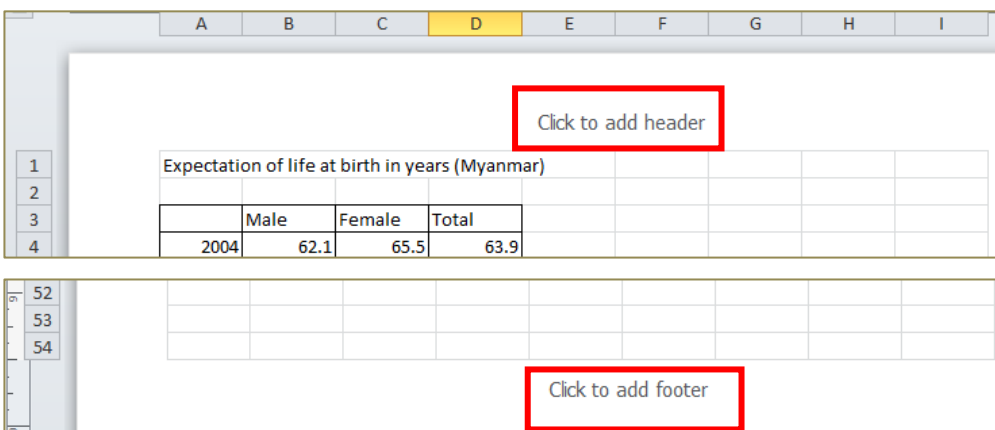 A B C D E F G H I
Click to add header
1 Expectation of life at birth in years (Myanmar)
2
3 Male Female Total
4 2004 62.1 65.5 63.9
52
53
54
Click to add footer